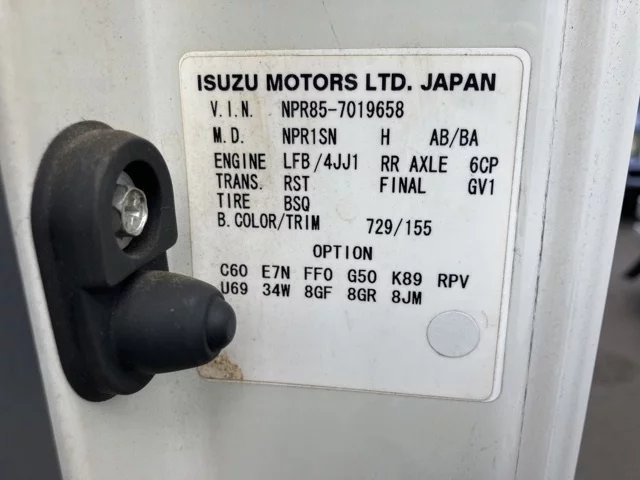 ISUZU MOTORS LTD. JAPAN
V.I.N. NPR85-7019658
M.D. NPR1SN H AB/BA
ENGINE LFB/4JJ1 RR AXLE 6CP
TRANS. RST FINAL GV1
TIRE BSQ
B.COLOR/TRIM 729/155
OPTION
C60 E7N FF0 G50 K89 RPV
U69 34W 8GF 8GR 8JM